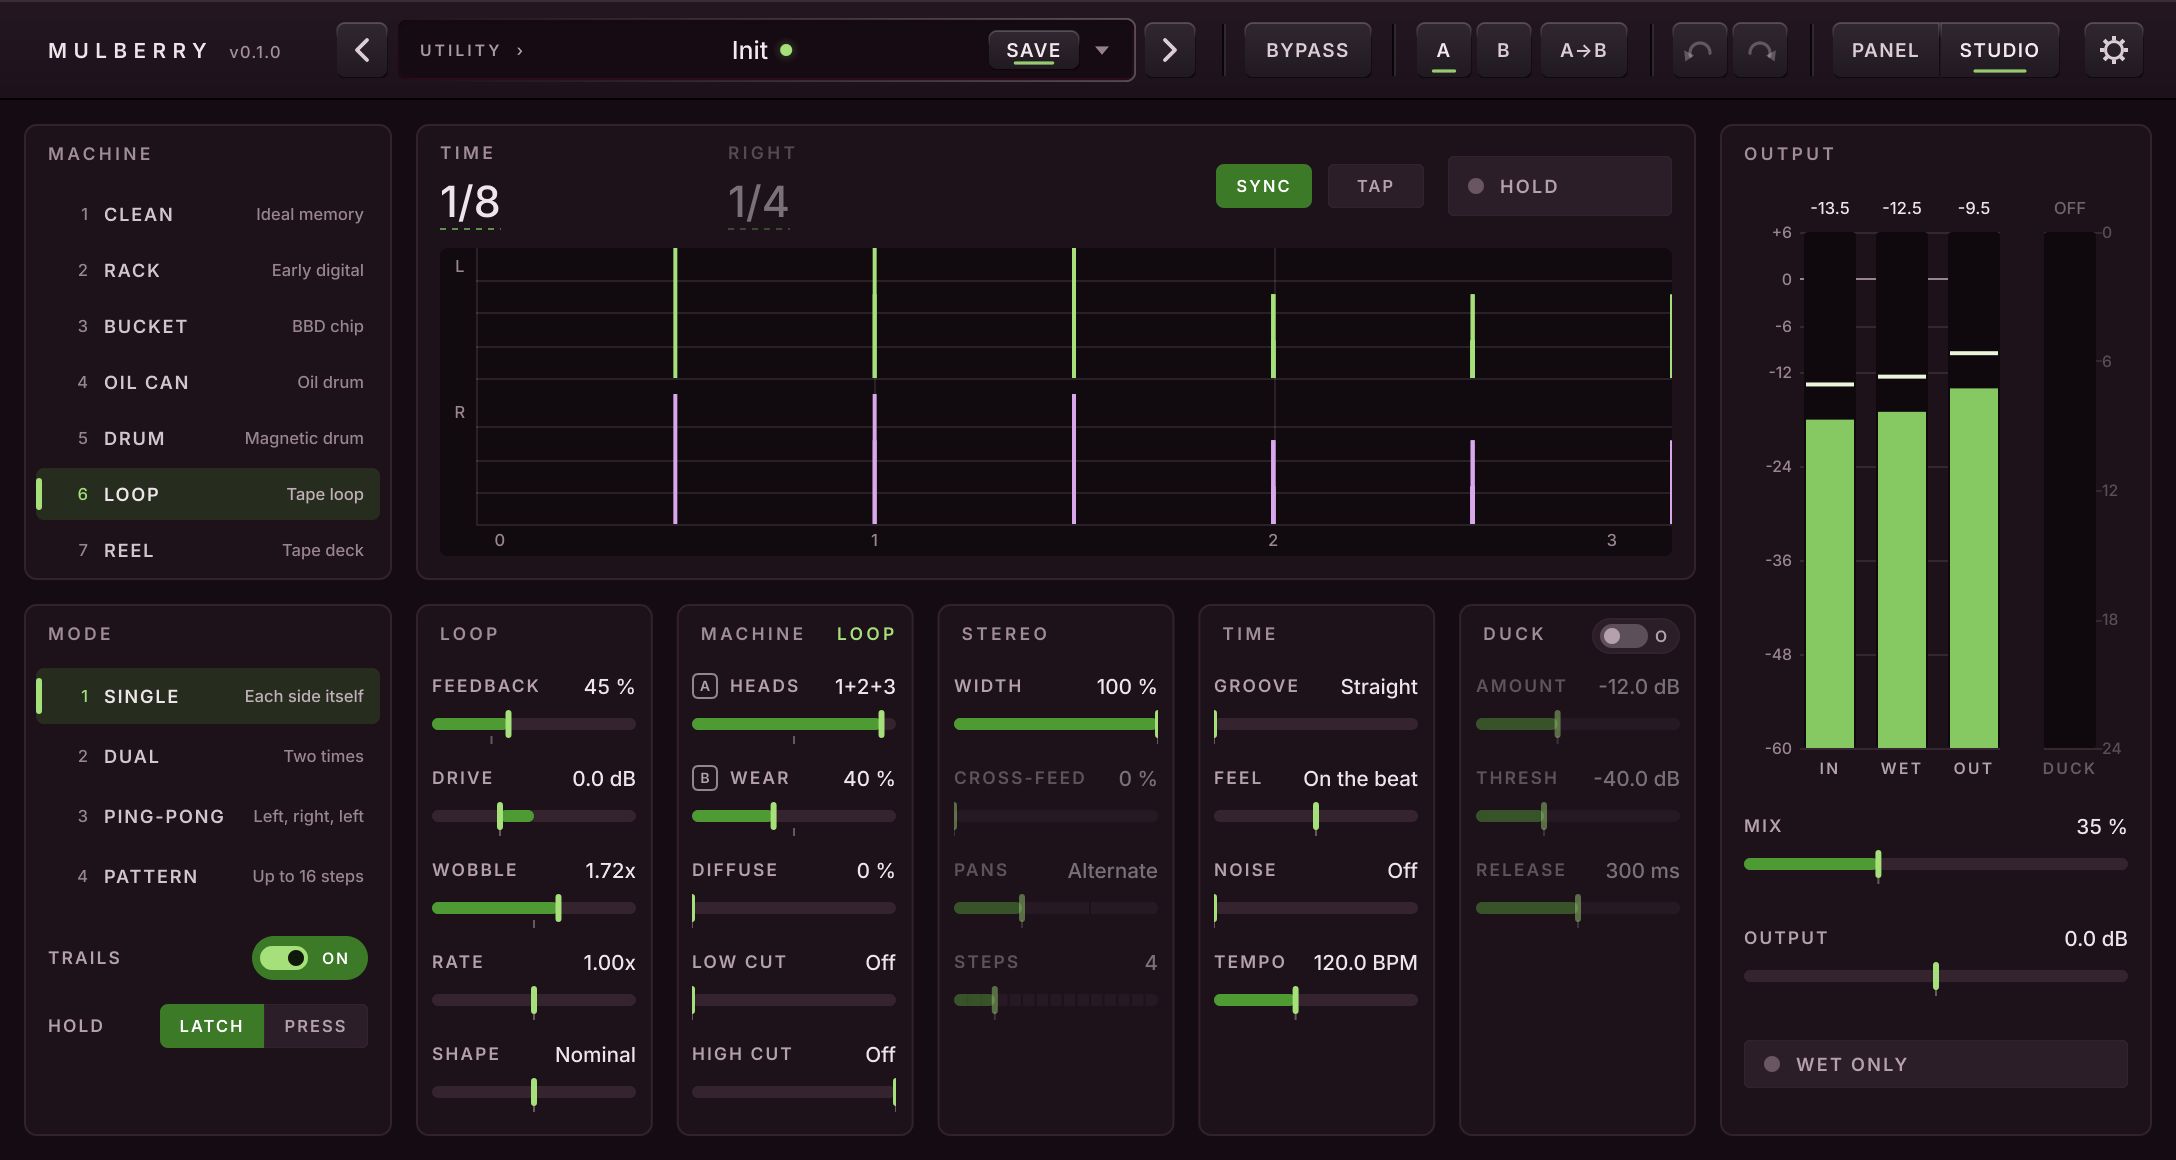 MULBERRY v0.1.0
UTILITY › Init SAVE
BYPASS A B A→B PANEL STUDIO
MACHINE
1 CLEAN Ideal memory
2 RACK Early digital
3 BUCKET BBD chip
4 OIL CAN Oil drum
5 DRUM Magnetic drum
6 LOOP Tape loop
7 REEL Tape deck
TIME RIGHT
1/8 1/4
SYNC TAP HOLD
L
R
0 1 2 3
OUTPUT
-13.5 -12.5 -9.5 OFF
+6 0
0
-6
6
-12
-24
12
-36
18
-48
-60 24
IN WET OUT DUCK
MIX 35 %
OUTPUT 0.0 dB
WET ONLY
MODE
1 SINGLE Each side itself
2 DUAL Two times
3 PING-PONG Left, right, left
4 PATTERN Up to 16 steps
TRAILS ON
HOLD LATCH PRESS
LOOP
FEEDBACK 45 %
DRIVE 0.0 dB
WOBBLE 1.72x
RATE 1.00x
SHAPE Nominal
MACHINE LOOP
A HEADS 1+2+3
B WEAR 40 %
DIFFUSE 0 %
LOW CUT Off
HIGH CUT Off
STEREO
WIDTH 100 %
CROSS-FEED 0 %
PANS Alternate
STEPS 4
TIME
GROOVE Straight
FEEL On the beat
NOISE Off
TEMPO 120.0 BPM
DUCK O
AMOUNT -12.0 dB
THRESH -40.0 dB
RELEASE 300 ms